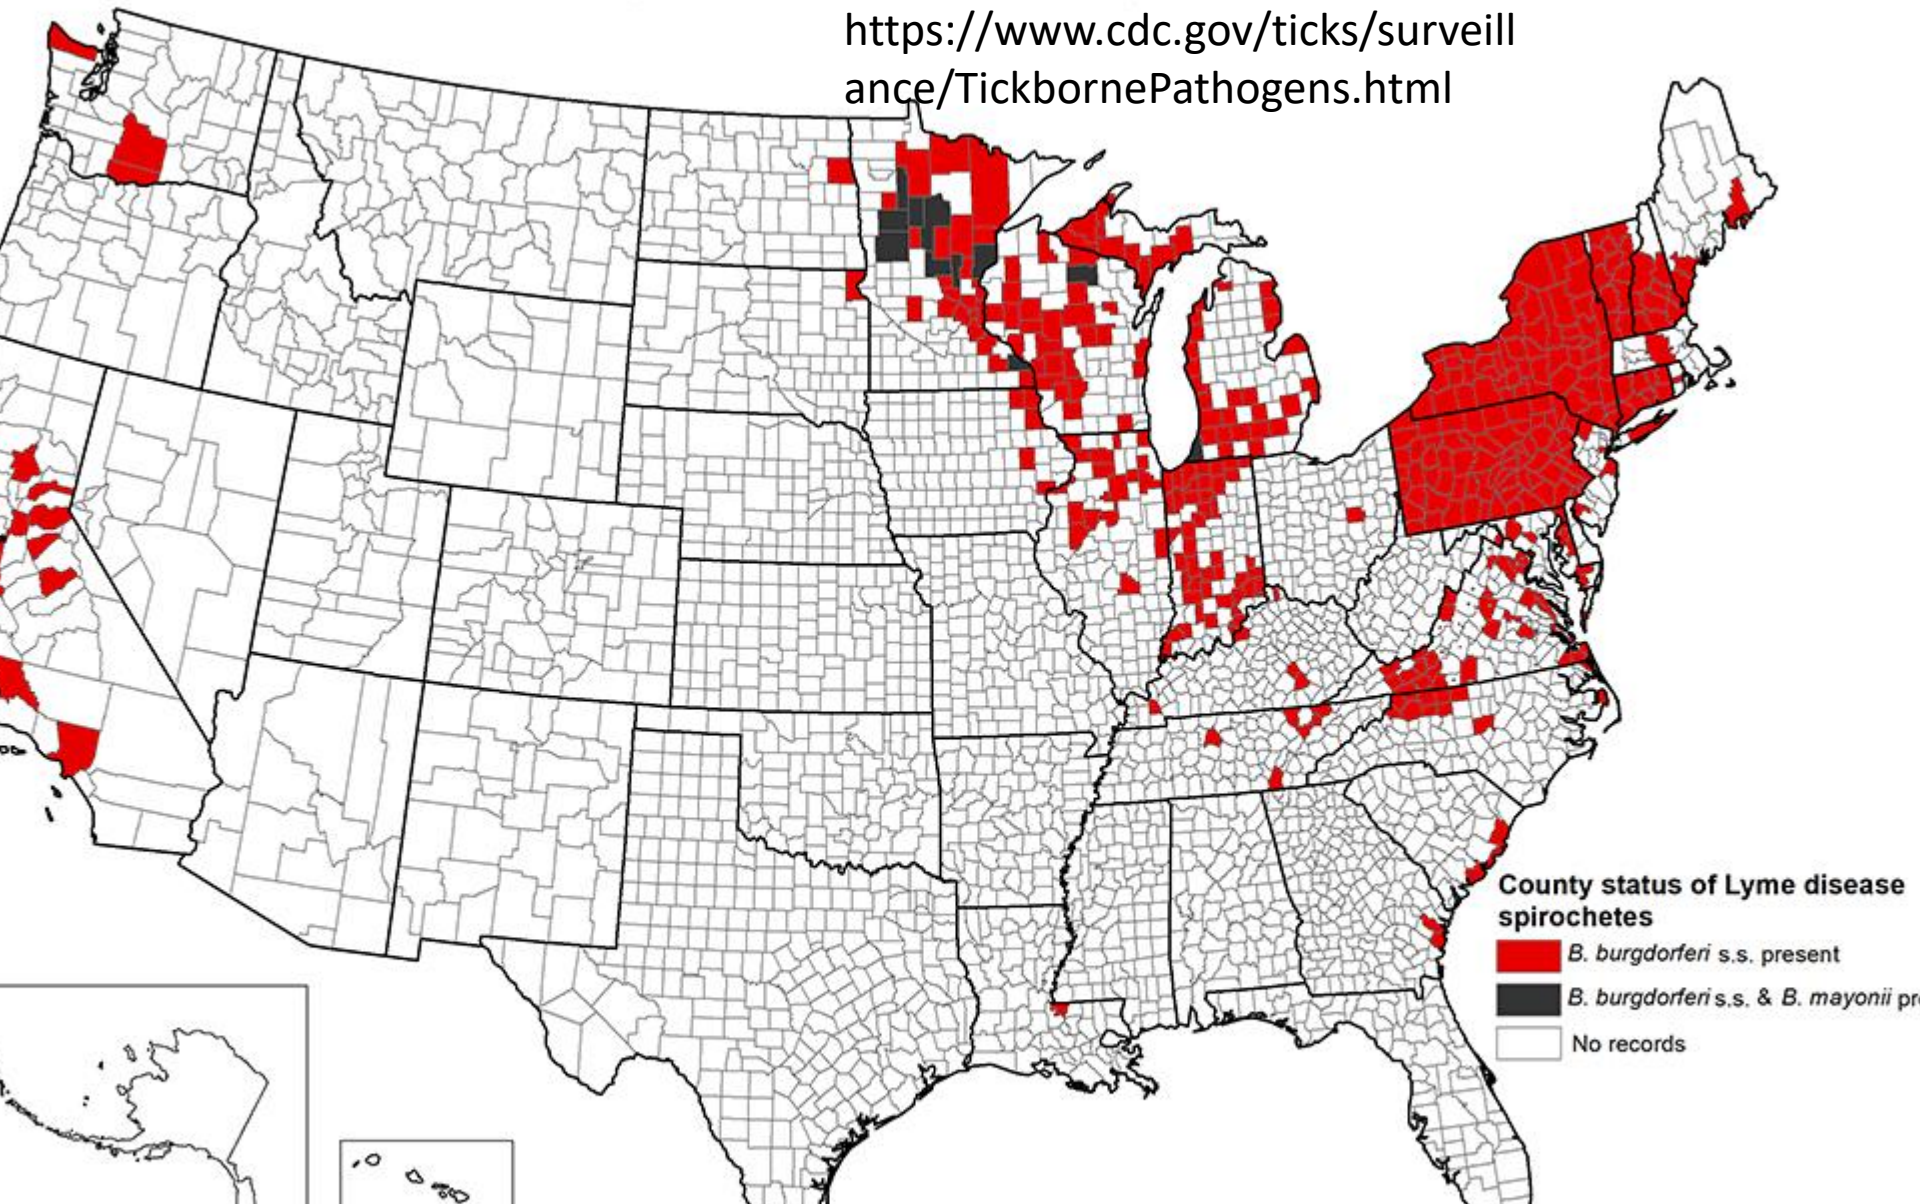 https://www.cdc.gov/ticks/surveill
ance/TickbornePathogens.html
County status of Lyme disease
spirochetes
B. burgdorferi s.s. present
B. burgdorferi s.s. & B. mayonii
No records